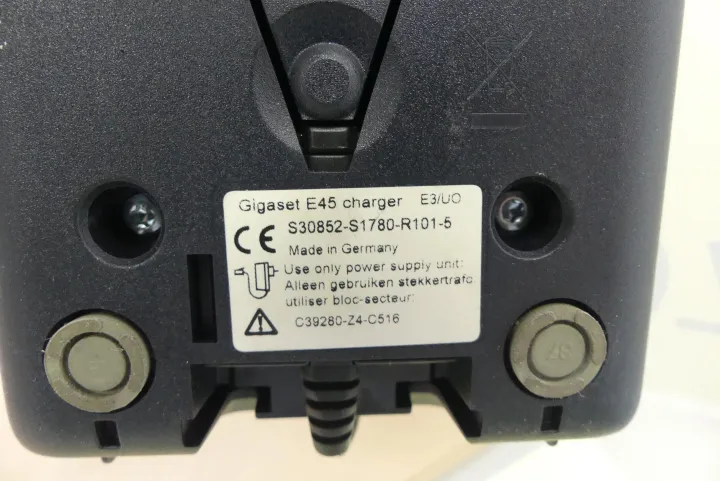 Gigaset E45 charger E3/UO
CE S30852-S1780-R101-5
Made in Germany
Use only power supply unit:
Alleen gebruiken stekkertrafo
utiliser bloc-secteur:
C39280-Z4-C516